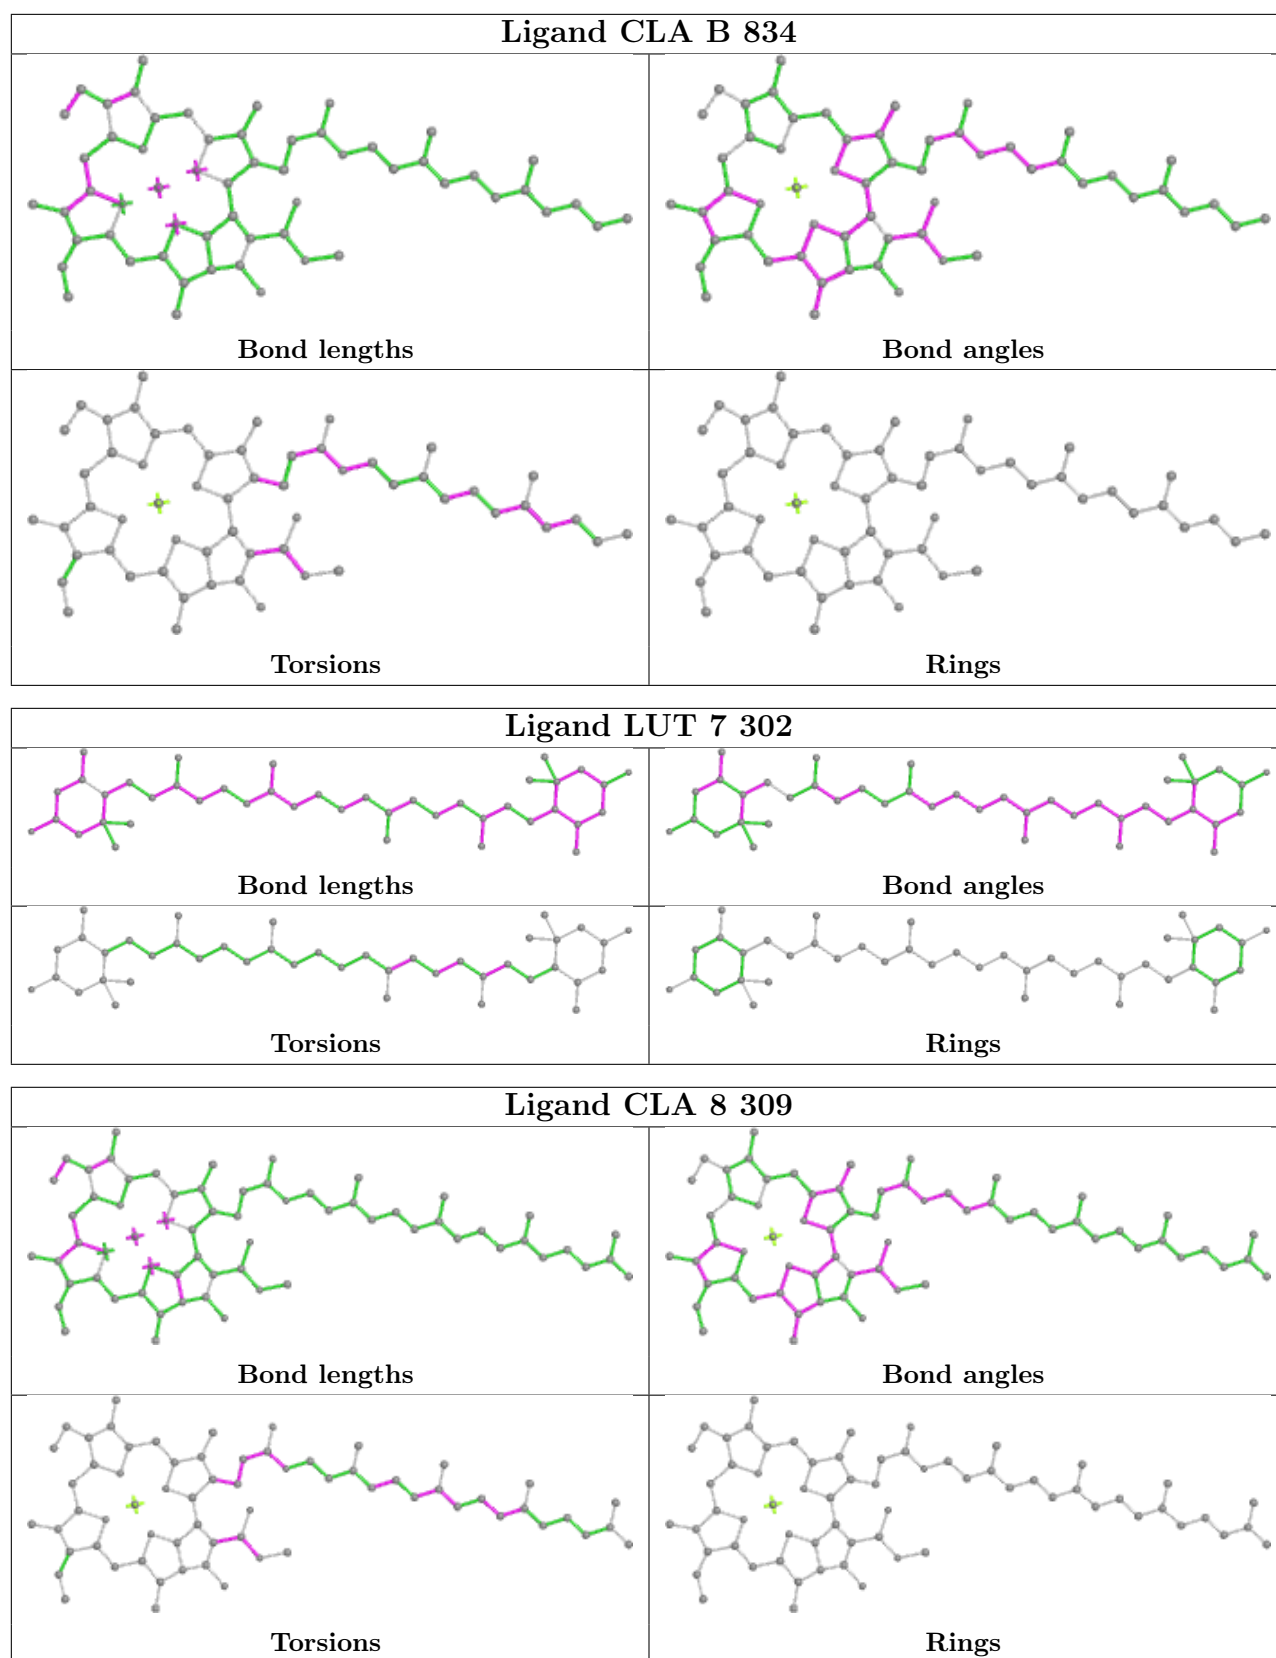 Ligand CLA B 834
Bond lengths
Bond angles
Torsions
Rings
Ligand LUT 7 302
Bond lengths
Bond angles
Torsions
Rings
Ligand CLA 8 309
Bond lengths
Bond angles
Torsions
Rings